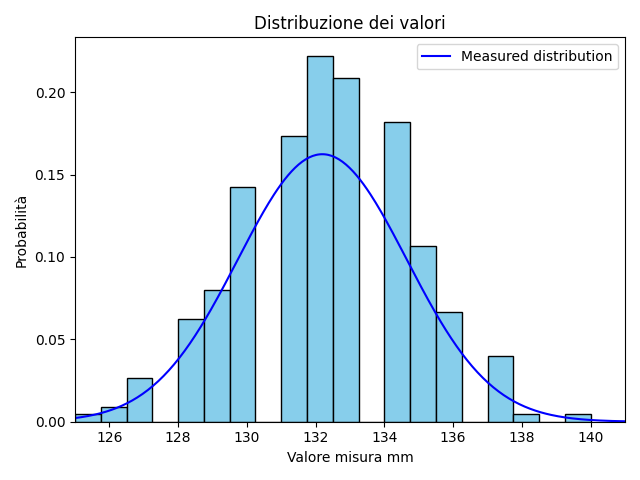 Distribuzione dei valori
Measured distribution
Probabilità
0.20
0.15
0.10
0.05
0.00
126 128 130 132 134 136 138 140
Valore misura mm